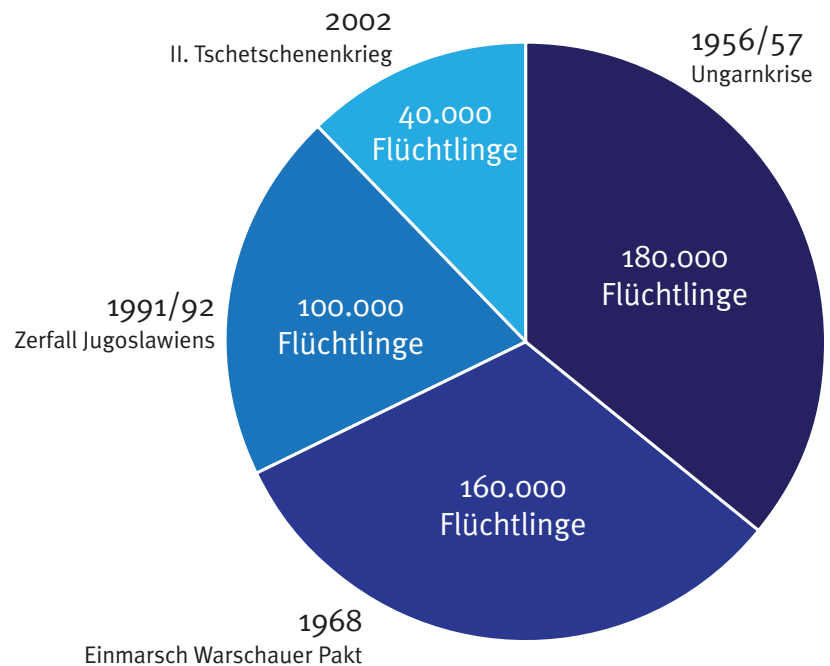 2002
II. Tschetschenenkrieg
40.000
Flüchtlinge
1956/57
Ungarnkrise
180.000
Flüchtlinge
1991/92
Zerfall Jugoslawiens
100.000
Flüchtlinge
160.000
Flüchtlinge
1968
Einmarsch Warschauer Pakt